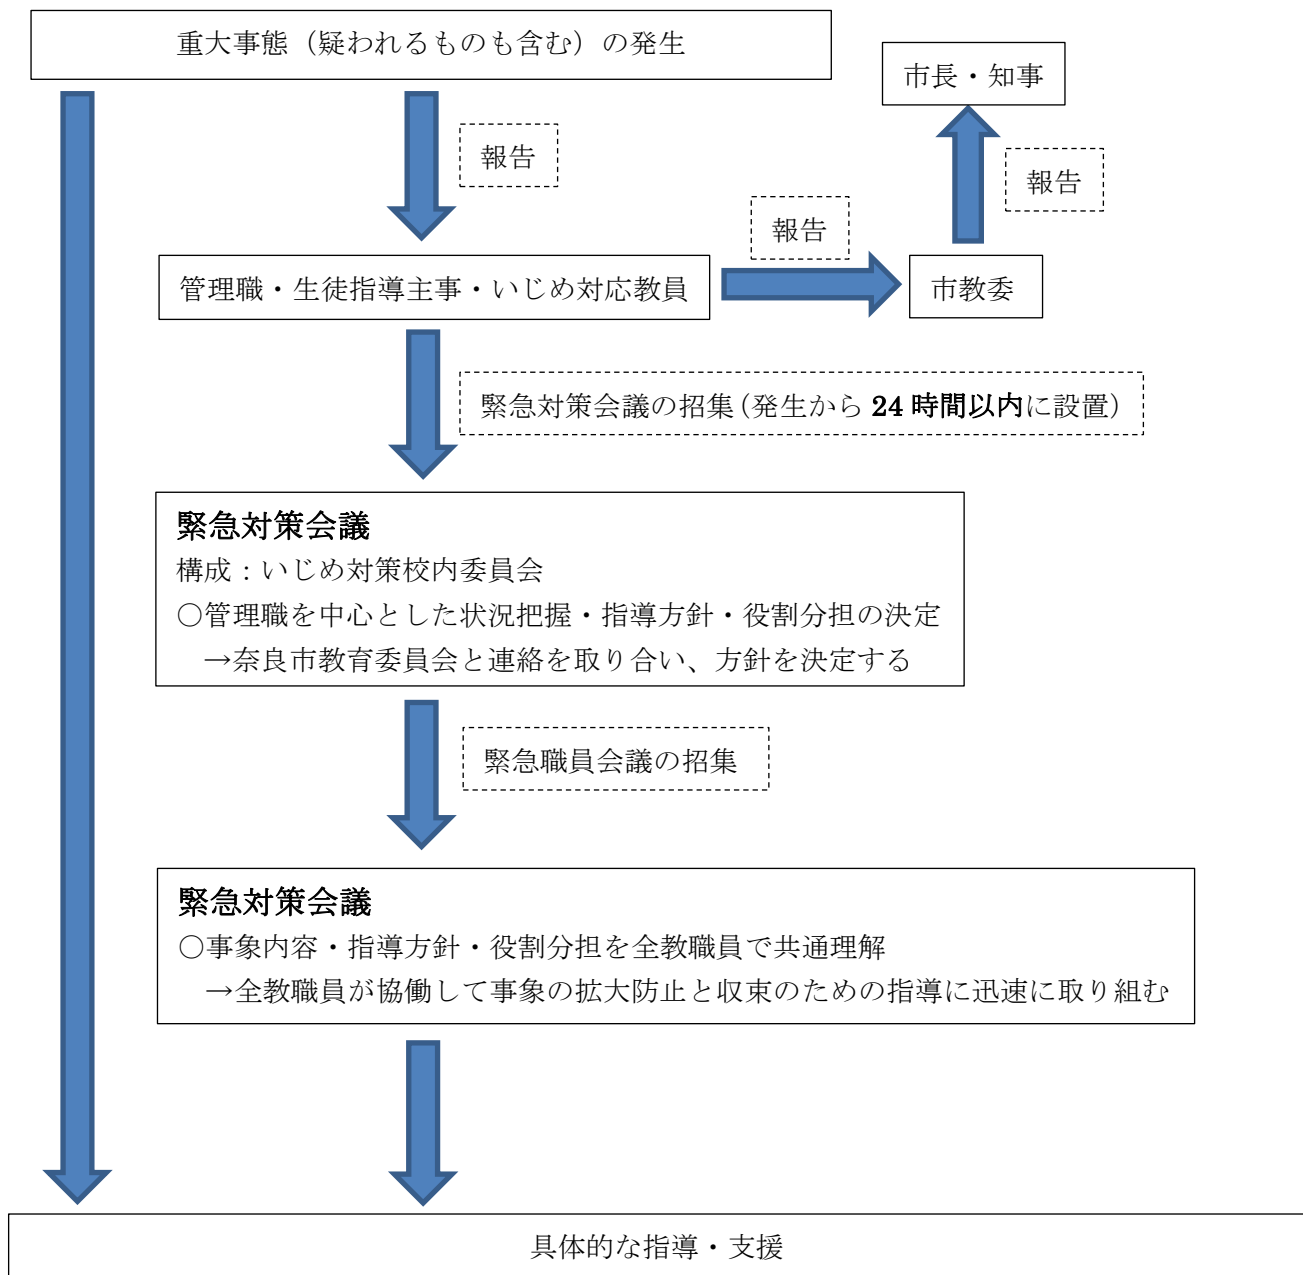 重大事態（疑われるものも含む）の発生
市長・知事
報告
報告
報告
管理職・生徒指導主事・いじめ対応教員
市教委
緊急対策会議の招集（発生から 24 時間以内に設置）
緊急対策会議
構成：いじめ対策校内委員会
○管理職を中心とした状況把握・指導方針・役割分担の決定
→奈良市教育委員会と連絡を取り合い、方針を決定する
緊急職員会議の招集
緊急対策会議
○事象内容・指導方針・役割分担を全教職員で共通理解
→全教職員が協働して事象の拡大防止と収束のための指導に迅速に取り組む
具体的な指導・支援